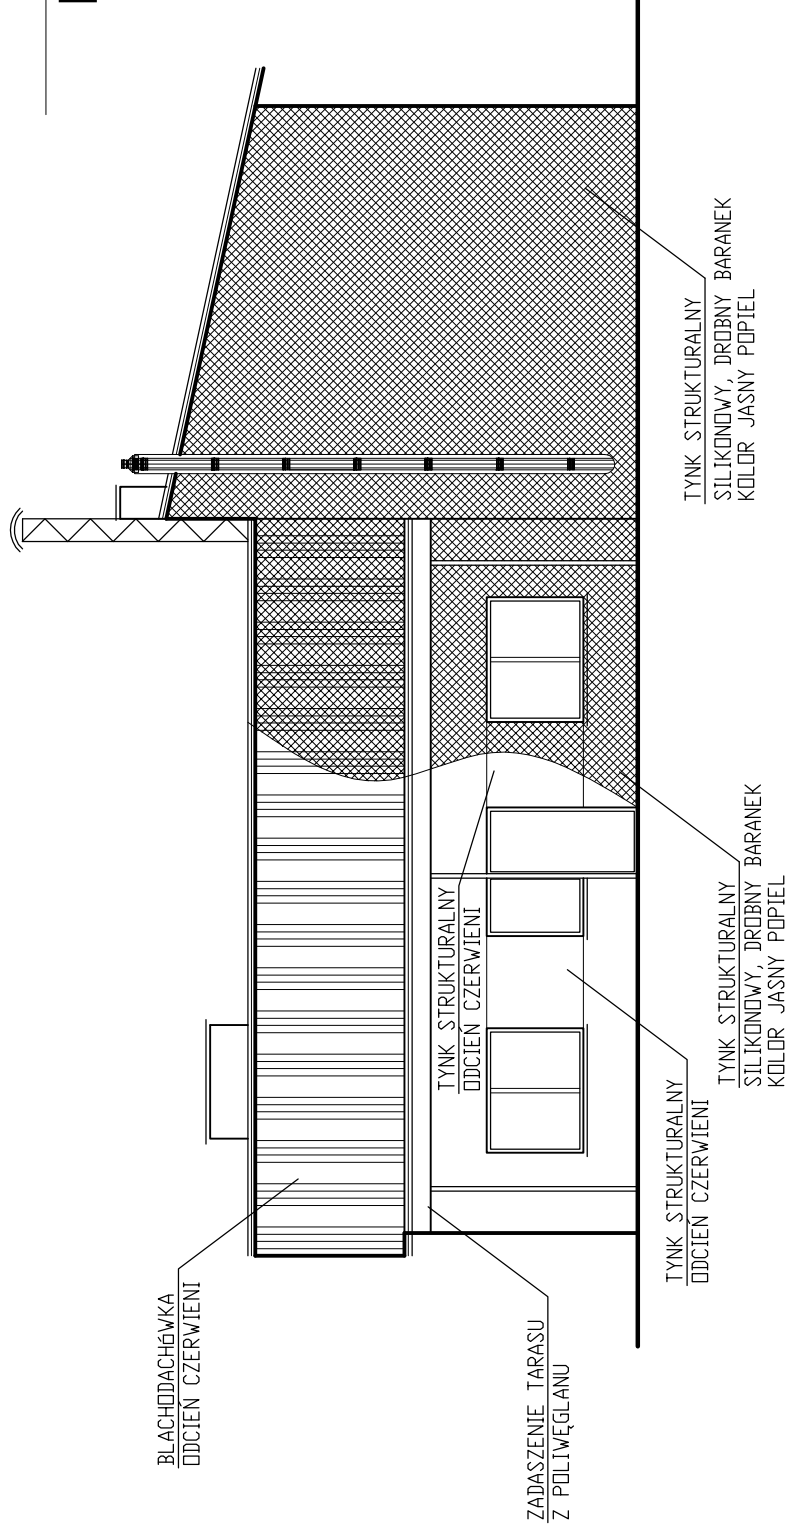 BLACHODACHÓWKA
ODCIEŃ CZERWIENI
ZADASZENIE TARASU
Z POLIWĘGLANU
TYNK STRUKTURALNY
ODCIEŃ CZERWIENI
TYNK STRUKTURALNY
ODCIEŃ CZERWIENI
TYNK STRUKTURALNY
SILIKONOWY, DROBNY BARANEK
KOLOR JASNY POPIEL
TYNK STRUKTURALNY
SILIKONOWY, DROBNY BARANEK
KOLOR JASNY POPIEL